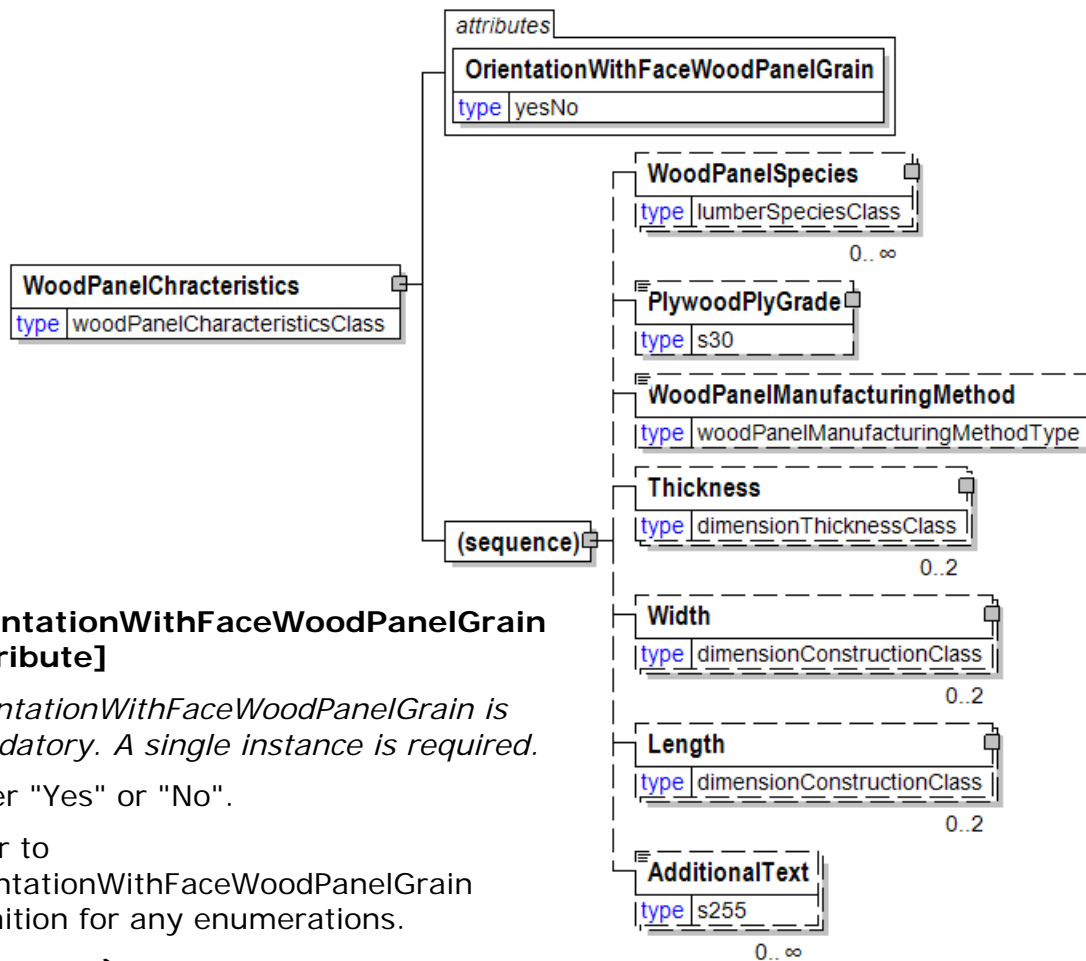 attributes
OrientationWithFaceWoodPanelGrain
type yesNo
WoodPanelSpecies
type lumberSpeciesClass
0.. ∞
WoodPanelChracteristics
type woodPanelCharacteristicsClass
PlywoodPlyGrade
type s30
WoodPanelManufacturingMethod
type woodPanelManufacturingMethodType
Thickness
type dimensionThicknessClass
0..2
(sequence)
Width
type dimensionConstructionClass
0..2
Length
type dimensionConstructionClass
0..2
AdditionalText
type s255
0.. ∞
ntationWithFaceWoodPanelGrain
ribute]
ntationWithFaceWoodPanelGrain is
datory. A single instance is required.
er "Yes" or "No".
r to
ntationWithFaceWoodPanelGrain
nition for any enumerations.